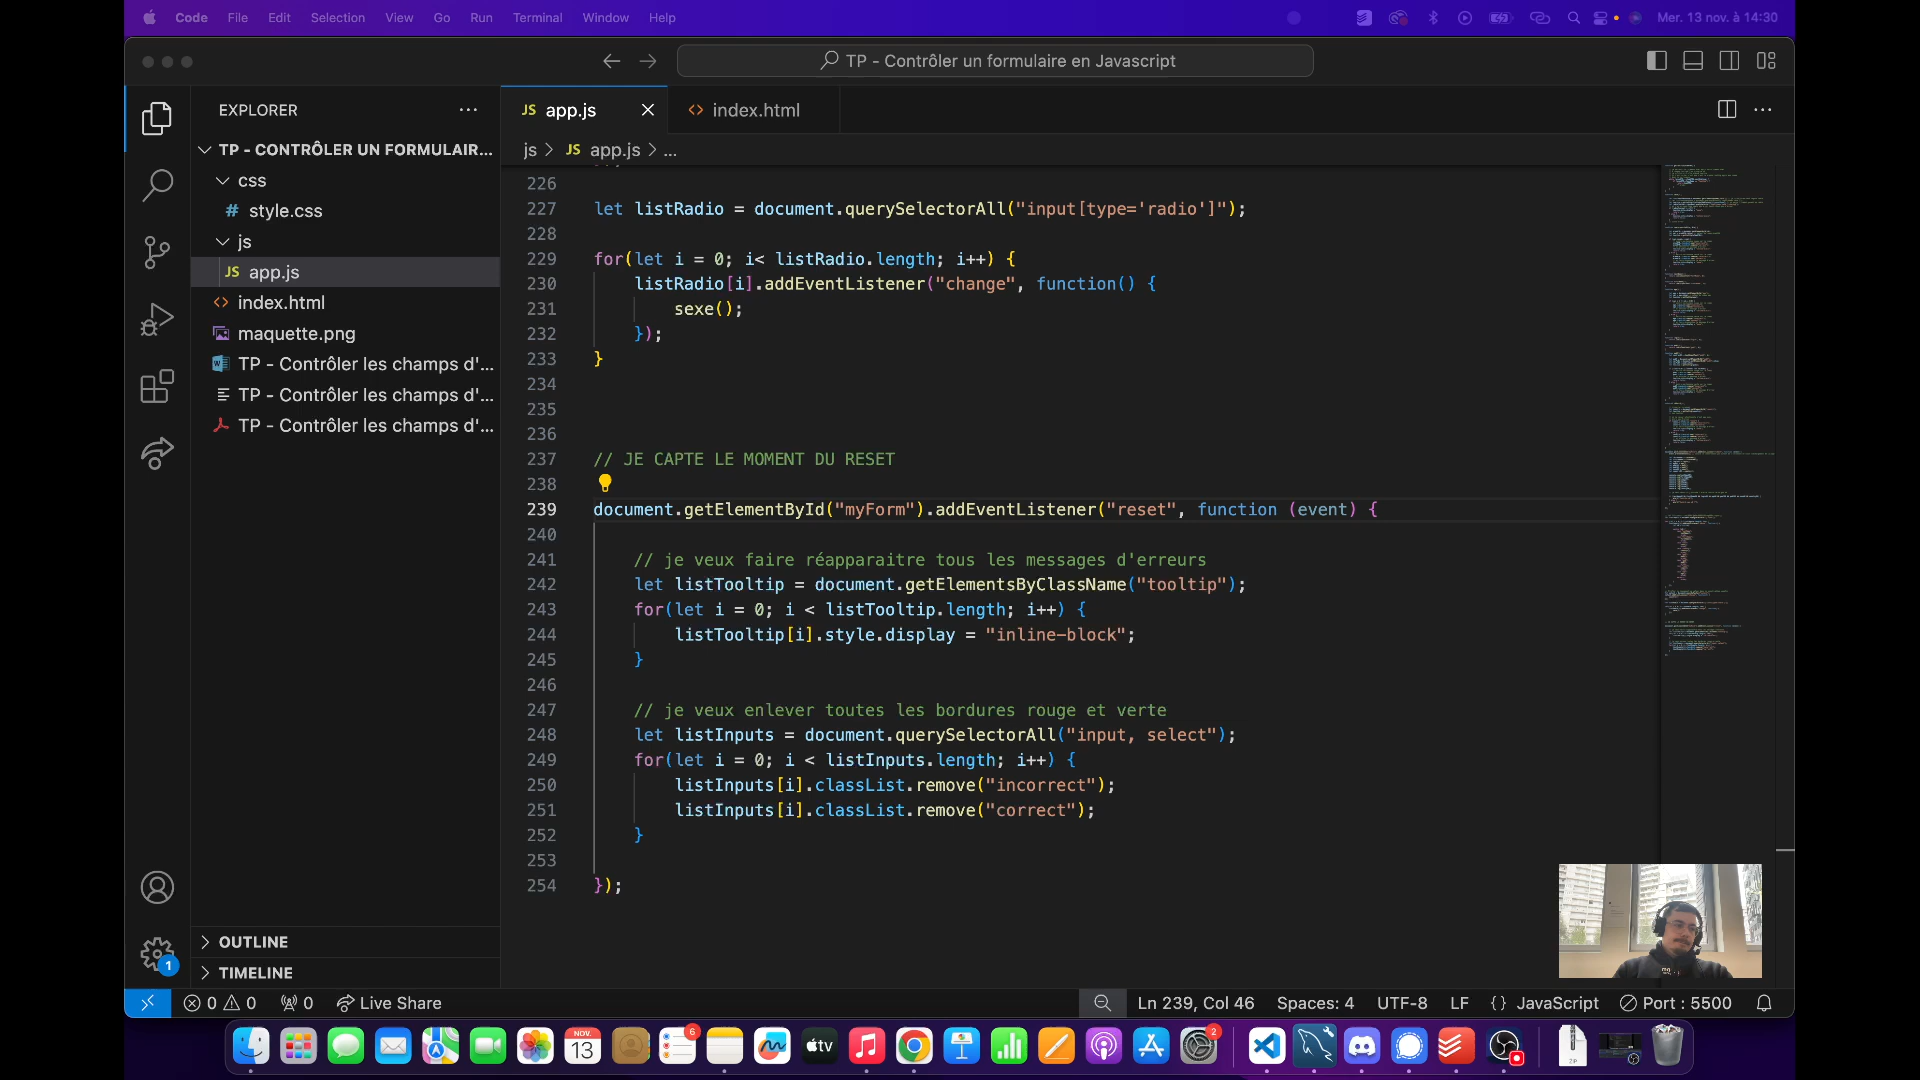 Code File Edit Selection View Go Run Terminal Window Help Mer. 13 nov. à 14:30
TP - Contrôler un formulaire en Javascript
EXPLORER ...
JS app.js
<> index.html
TP - CONTRÔLER UN FORMULAIR...
js > JS app.js > ...
css
# style.css
js
JS app.js
<> index.html
maquette.png
TP - Contrôler les champs d'...
TP - Contrôler les champs d'...
TP - Contrôler les champs d'...
OUTLINE
TIMELINE
226
227 let listRadio = document.querySelectorAll("input[type='radio']");
228
229 for(let i = 0; i< listRadio.length; i++) {
230 listRadio[i].addEventListener("change", function() {
231 sexe();
232 });
233 }
234
235
236
237 // JE CAPTE LE MOMENT DU RESET
238
239 document.getElementById("myForm").addEventListener("reset", function (event) {
240
241 // je veux faire réapparaitre tous les messages d'erreurs
242 let listTooltip = document.getElementsByClassName("tooltip");
243 for(let i = 0; i < listTooltip.length; i++) {
244 listTooltip[i].style.display = "inline-block";
245 }
246
247 // je veux enlever toutes les bordures rouge et verte
248 let listInputs = document.querySelectorAll("input, select");
249 for(let i = 0; i < listInputs.length; i++) {
250 listInputs[i].classList.remove("incorrect");
251 listInputs[i].classList.remove("correct");
252 }
253
254 });
1
0 0 0 Live Share Ln 239, Col 46 Spaces: 4 UTF-8 LF {} JavaScript Port : 5500
NOV.
13
6
tv
2
ZIP